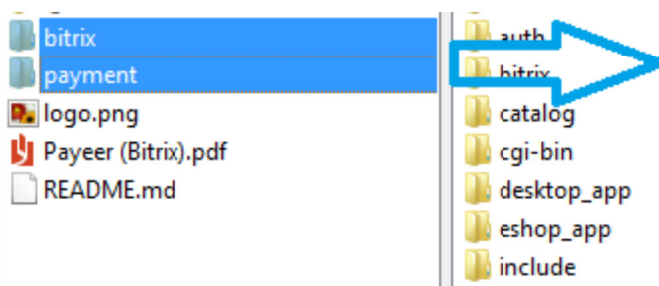 bitrix
payment
logo.png
Payeer (Bitrix).pdf
README.md
auth
bitrix
catalog
cgi-bin
desktop_app
eshop_app
include